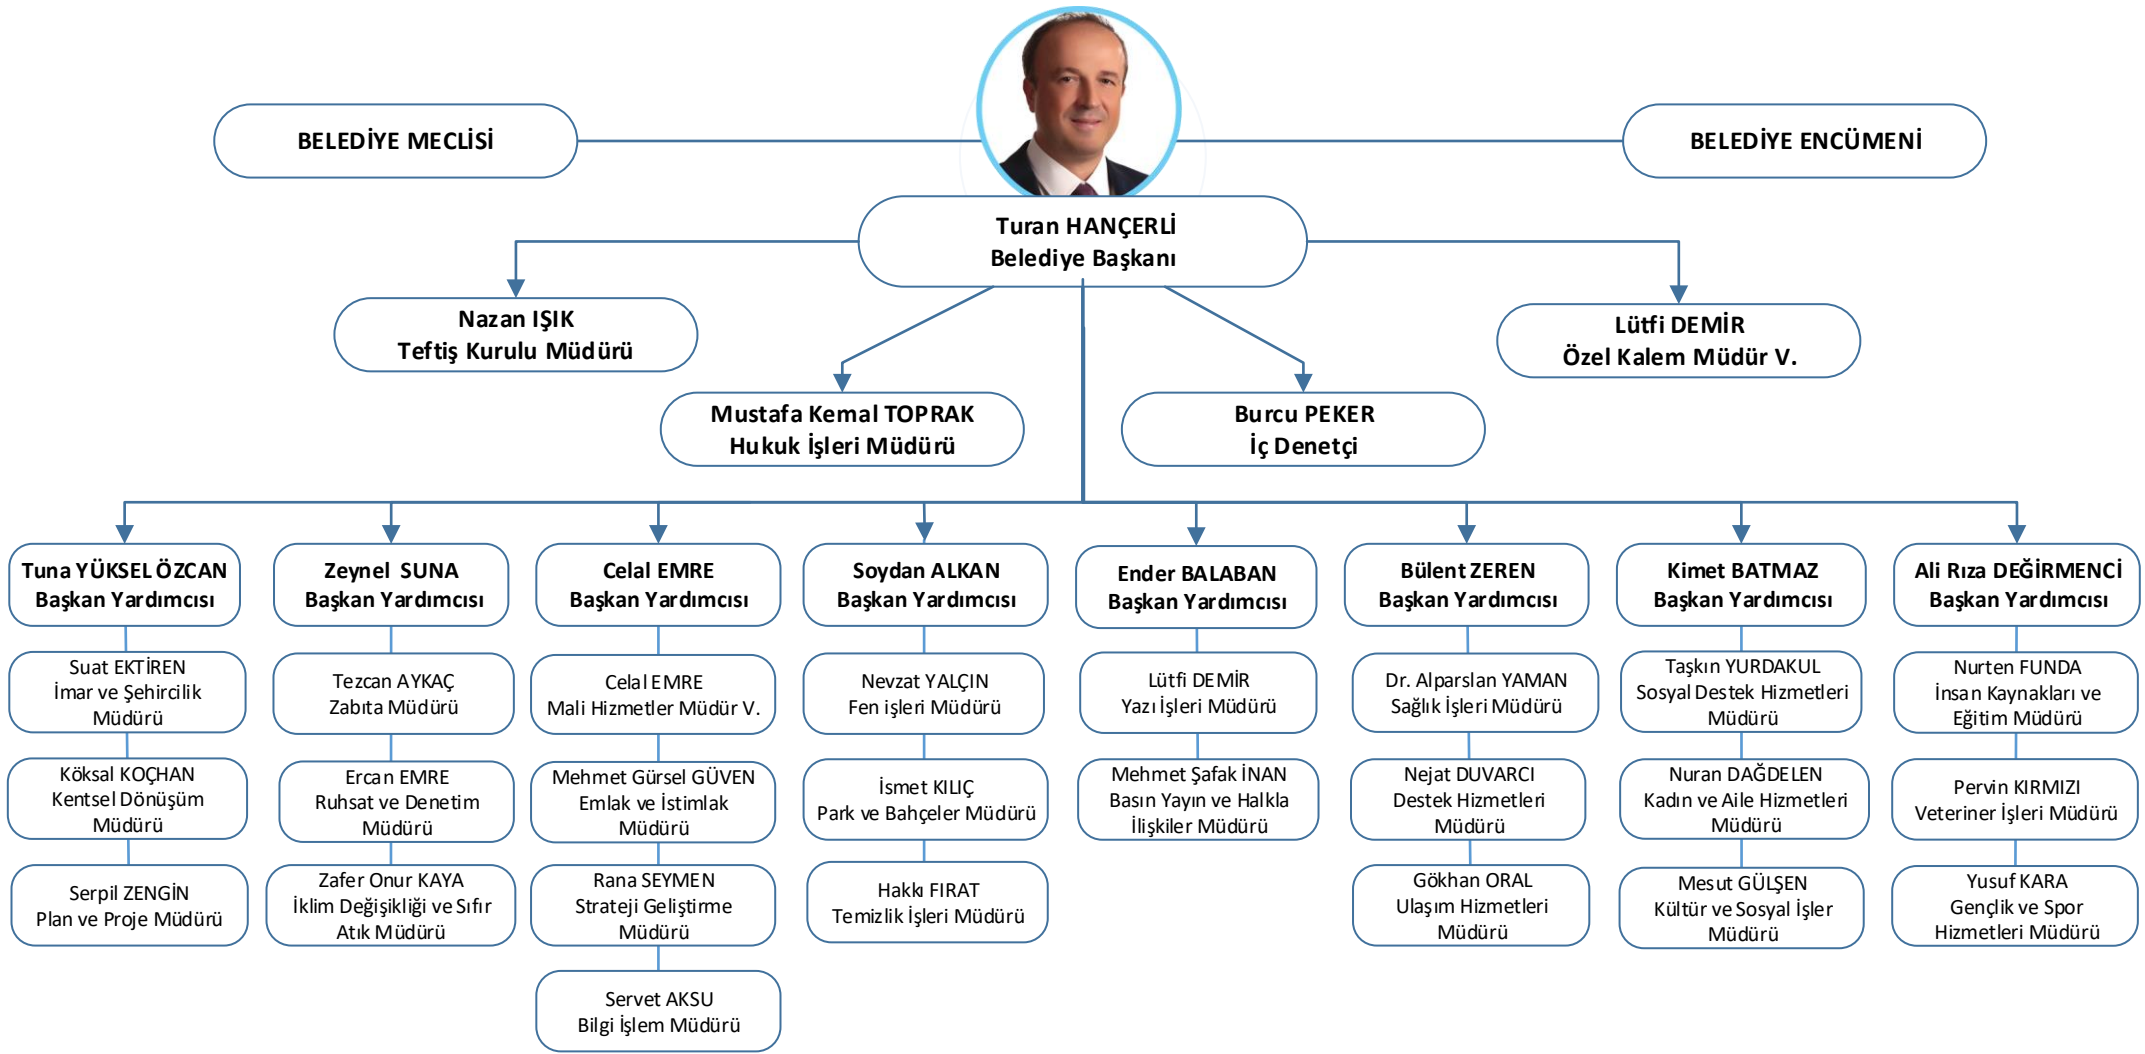 BELEDİYE MECLİSİ
BELEDİYE ENCÜMENİ
Turan HANÇERLİ
Belediye Başkanı
Nazan IŞIK
Teftiş Kurulu Müdürü
Lütfi DEMİR
Özel Kalem Müdür V.
Mustafa Kemal TOPRAK
Hukuk İşleri Müdürü
Burcu PEKER
İç Denetçi
Tuna YÜKSEL ÖZCAN
Başkan Yardımcısı
Suat EKTİREN
İmar ve Şehircilik
Müdürü
Köksal KOÇHAN
Kentsel Dönüşüm
Müdürü
Serpil ZENGİN
Plan ve Proje Müdürü
Zeynel SUNA
Başkan Yardımcısı
Tezcan AYKAÇ
Zabıta Müdürü
Ercan EMRE
Ruhsat ve Denetim
Müdürü
Zafer Onur KAYA
İklim Değişikliği ve Sıfır
Atık Müdürü
Celal EMRE
Başkan Yardımcısı
Celal EMRE
Mali Hizmetler Müdür V.
Mehmet Gürsel GÜVEN
Emlak ve İstimlak
Müdürü
Rana SEYMEN
Strateji Geliştirme
Müdürü
Servet AKSU
Bilgi İşlem Müdürü
Soydan ALKAN
Başkan Yardımcısı
Nevzat YALÇIN
Fen işleri Müdürü
İsmet KILIÇ
Park ve Bahçeler Müdürü
Hakkı FIRAT
Temizlik İşleri Müdürü
Ender BALABAN
Başkan Yardımcısı
Lütfi DEMİR
Yazı İşleri Müdürü
Mehmet Şafak İNAN
Basın Yayın ve Halkla
İlişkiler Müdürü
Bülent ZEREN
Başkan Yardımcısı
Dr. Alparslan YAMAN
Sağlık İşleri Müdürü
Nejat DUVARCI
Destek Hizmetleri
Müdürü
Gökhan ORAL
Ulaşım Hizmetleri
Müdürü
Kimet BATMAZ
Başkan Yardımcısı
Taşkın YURDAKUL
Sosyal Destek Hizmetleri
Müdürü
Nuran DAĞDELEN
Kadın ve Aile Hizmetleri
Müdürü
Mesut GÜLŞEN
Kültür ve Sosyal İşler
Müdürü
Ali Rıza DEĞİRMENCİ
Başkan Yardımcısı
Nurten FUNDA
İnsan Kaynakları ve
Eğitim Müdürü
Pervin KIRMIZI
Veteriner İşleri Müdürü
Yusuf KARA
Gençlik ve Spor
Hizmetleri Müdürü